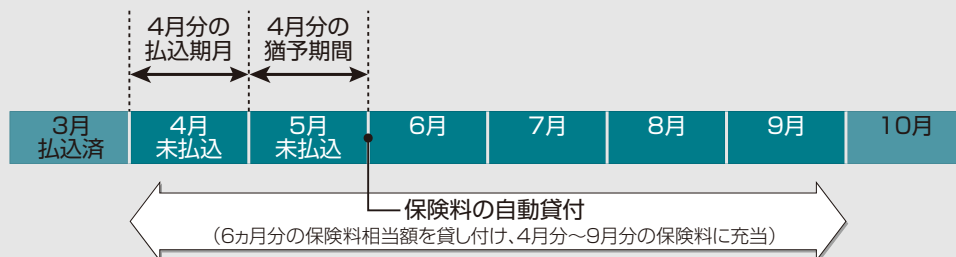 4月分の
払込期月
4月分の
猶予期間
3月
払込済
4月
未払込
5月
未払込
6月
7月
8月
9月
10月
保険料の自動貸付
（6ヵ月分の保険料相当額を貸し付け、4月分～9月分の保険料に充当）